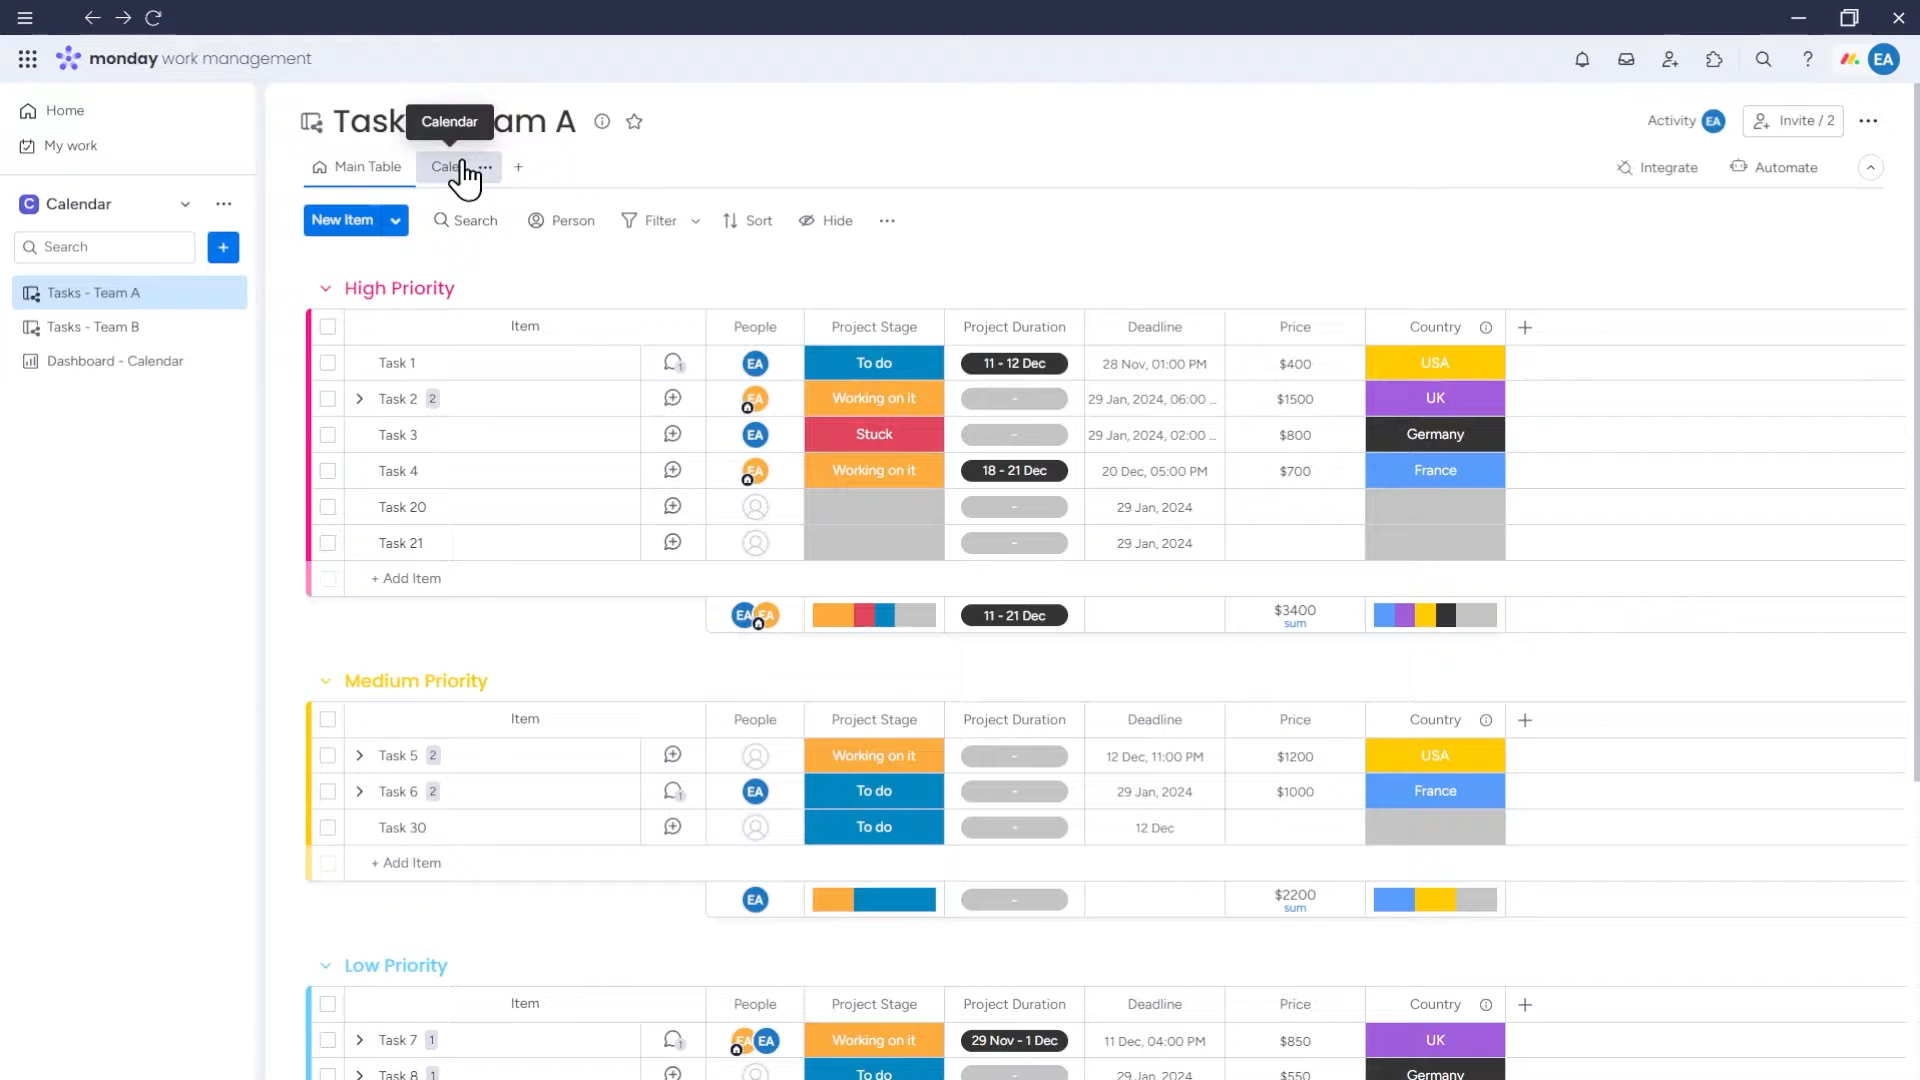 monday work management
EA
Home
My work
C Calendar
Search
+
Tasks - Team A
Tasks - Team B
Dashboard - Calendar
Task am A
Calendar
Activity EA
Invite / 2
Main Table
Cale
+
Integrate
Automate
New Item
Search
Person
Filter
Sort
Hide
High Priority
Item People Project Stage Project Duration Deadline Price Country
Task 1 1 EA To do 11 - 12 Dec 28 Nov, 01:00 PM $400 USA
Task 2 2 EA Working on it - 29 Jan, 2024, 06:00 ... $1500 UK
Task 3 EA Stuck - 29 Jan, 2024, 02:00 ... $800 Germany
Task 4 EA Working on it 18 - 21 Dec 20 Dec, 05:00 PM $700 France
Task 20 - 29 Jan, 2024
Task 21 - 29 Jan, 2024
+ Add Item
EA EA 11 - 21 Dec $3400
sum
Medium Priority
Item People Project Stage Project Duration Deadline Price Country
Task 5 2 Working on it - 12 Dec, 11:00 PM $1200 USA
Task 6 2 1 EA To do - 29 Jan, 2024 $1000 France
Task 30 To do - 12 Dec
+ Add Item
EA - $2200
sum
Low Priority
Item People Project Stage Project Duration Deadline Price Country
Task 7 1 1 EA EA Working on it 29 Nov - 1 Dec 11 Dec, 04:00 PM $850 UK
Task 8 1 To do 29 Jan, 2024 $550 Germany